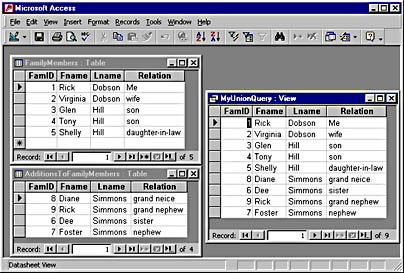 Microsoft Access
File Edit View Insert Format Records Tools Window Help
FamilyMembers : Table
FamID Fname Lname Relation
1 Rick Dobson Me
2 Virginia Dobson wife
3 Glen Hill son
4 Tony Hill son
5 Shelly Hill daughter-in-law
Record: 1 of 5
AdditionsToFamilyMembers : Table
FamID Fname Lname Relation
8 Diane Simmons grand neice
9 Rick Simmons grand nephew
6 Dee Simmons sister
7 Foster Simmons nephew
Record: 1 of 4
MyUnionQuery : View
FamID Fname Lname Relation
1 Rick Dobson Me
2 Virginia Dobson wife
3 Glen Hill son
4 Tony Hill son
5 Shelly Hill daughter-in-law
8 Diane Simmons grand neice
6 Dee Simmons sister
9 Rick Simmons grand nephew
7 Foster Simmons nephew
Record: 1 of 9
Datasheet View